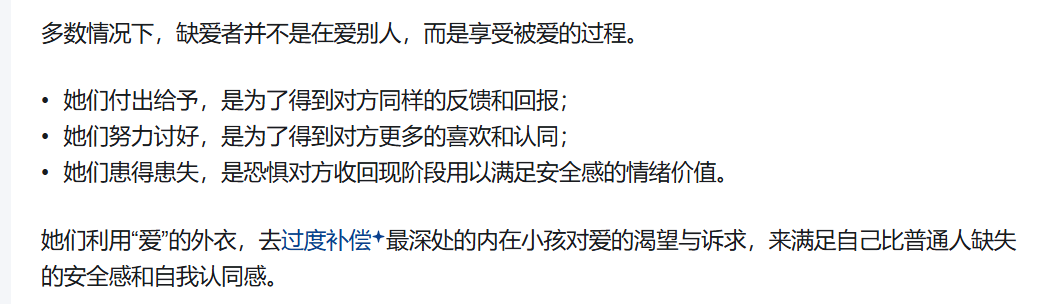 多数情况下，缺爱者并不是在爱别人，而是享受被爱的过程。
• 她们付出给予，是为了得到对方同样的反馈和回报；
• 她们努力讨好，是为了得到对方更多的喜欢和认同；
• 她们患得患失，是恐惧对方收回现阶段用以满足安全感的情绪价值。
她们利用“爱”的外衣，去过度补偿最深处的内在小孩对爱的渴望与诉求，来满足自己比普通人缺失
的安全感和自我认同感。